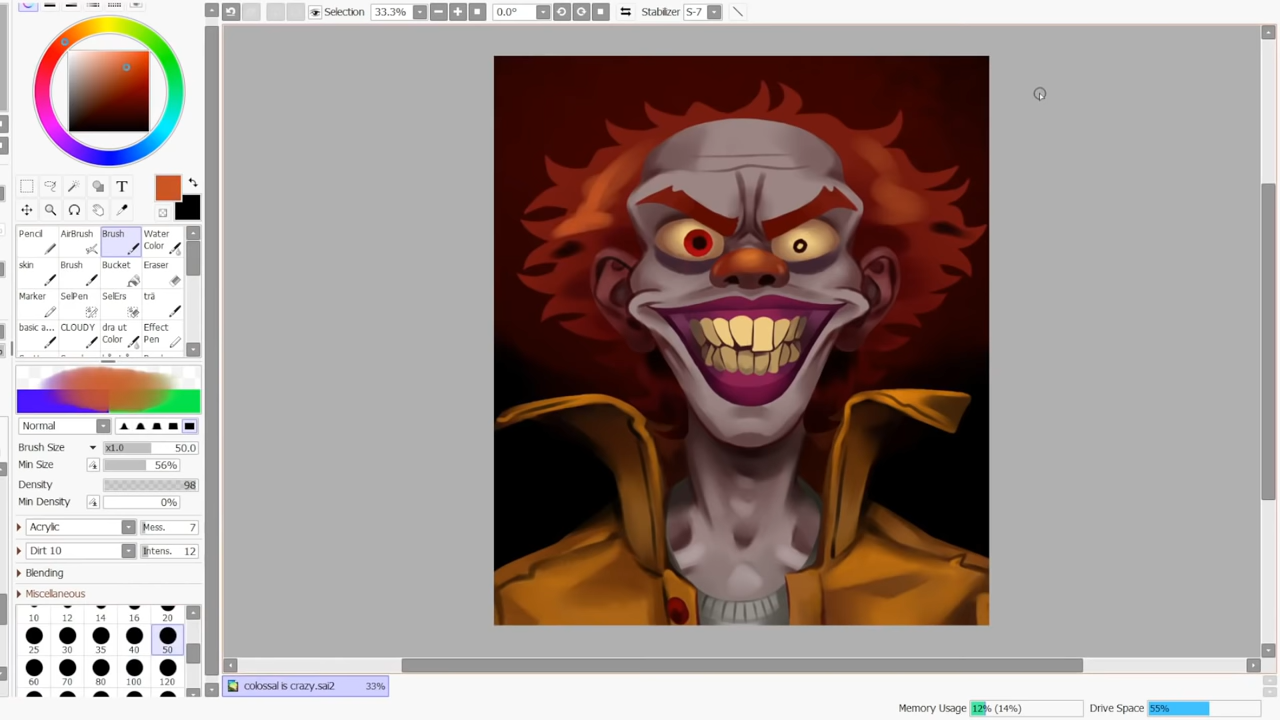 Selection 33.3% 0.0° Stabilizer S-7
T
Pencil AirBrush Brush Water Color
skin Brush Bucket Eraser
Marker SelPen SelErs trä
basic a... CLOUDY dra ut Color Effect Pen
Normal
Brush Size x1.0 50.0
Min Size 56%
Density 98
Min Density 0%
Acrylic Mess. 7
Dirt 10 Intens. 12
Blending
Miscellaneous
10 12 14 16 20
25 30 35 40 50
60 70 80 100 120
colossal is crazy.sai2 33%
Memory Usage 12% (14%) Drive Space 55%